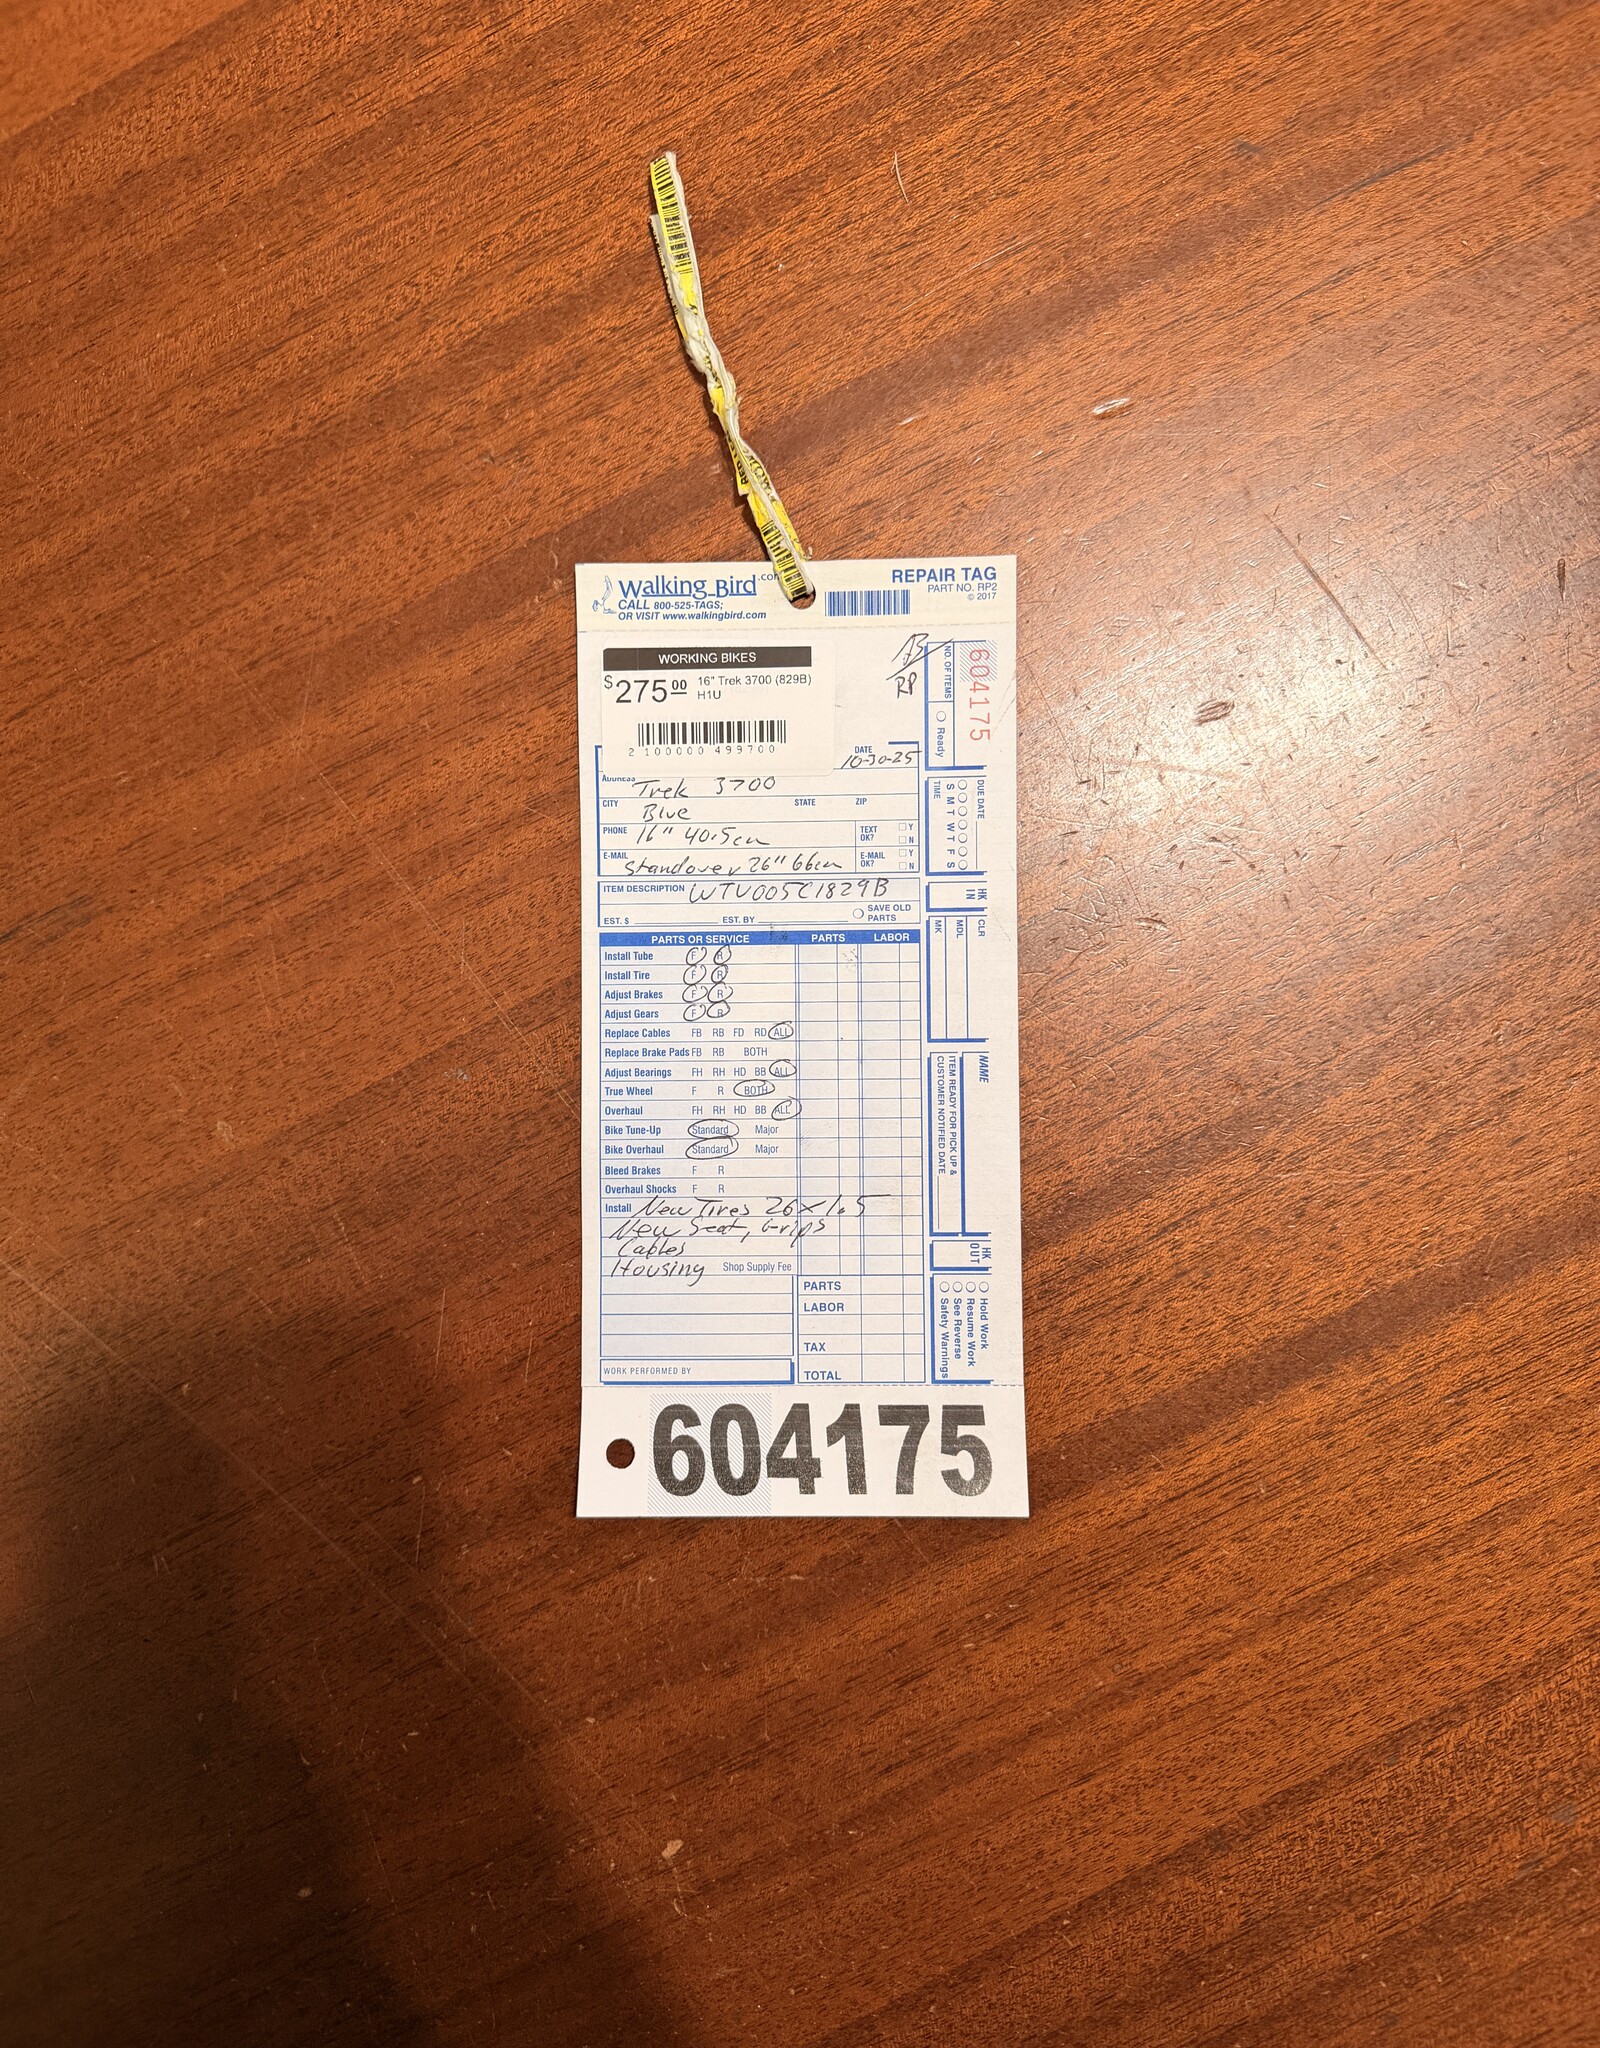 Walking Bird.com
CALL 800-525-TAGS;
OR VISIT www.walkingbird.com
REPAIR TAG
PART NO. RP2
© 2017
WORKING BIKES
$27500 16" Trek 3700 (829B)
H1U
2 100000 499700
RP
DATE
10-30-25
ADDRESS Trek 3700
CITY Blue STATE ZIP
PHONE 16" 40.5cm TEXT OK? Y N
E-MAIL Standover 26" 66cm E-MAIL OK? Y N
ITEM DESCRIPTION WTU005C1829B
EST. $ EST. BY SAVE OLD PARTS
PARTS OR SERVICE PARTS LABOR
Install Tube F R
Install Tire F R
Adjust Brakes F R
Adjust Gears F R
Replace Cables FB RB FD RD ALL
Replace Brake Pads FB RB BOTH
Adjust Bearings FH RH HD BB ALL
True Wheel F R BOTH
Overhaul FH RH HD BB ALL
Bike Tune-Up Standard Major
Bike Overhaul Standard Major
Bleed Brakes F R
Overhaul Shocks F R
Install New Tires 26x1.5
New Seat, Grips
Cables
Housing Shop Supply Fee
PARTS
LABOR
TAX
TOTAL
WORK PERFORMED BY
604175
NO. OF ITEMS
Ready
DUE DATE
S M T W T F S
TIME
HK IN
CLR
MDL
MK
NAME
ITEM READY FOR PICK UP &
CUSTOMER NOTIFIED DATE
HK OUT
Hold Work
Resume Work
See Reverse
Safety Warnings
604175